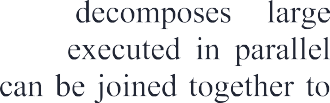 decomposes large
executed in parallel
can be joined together to